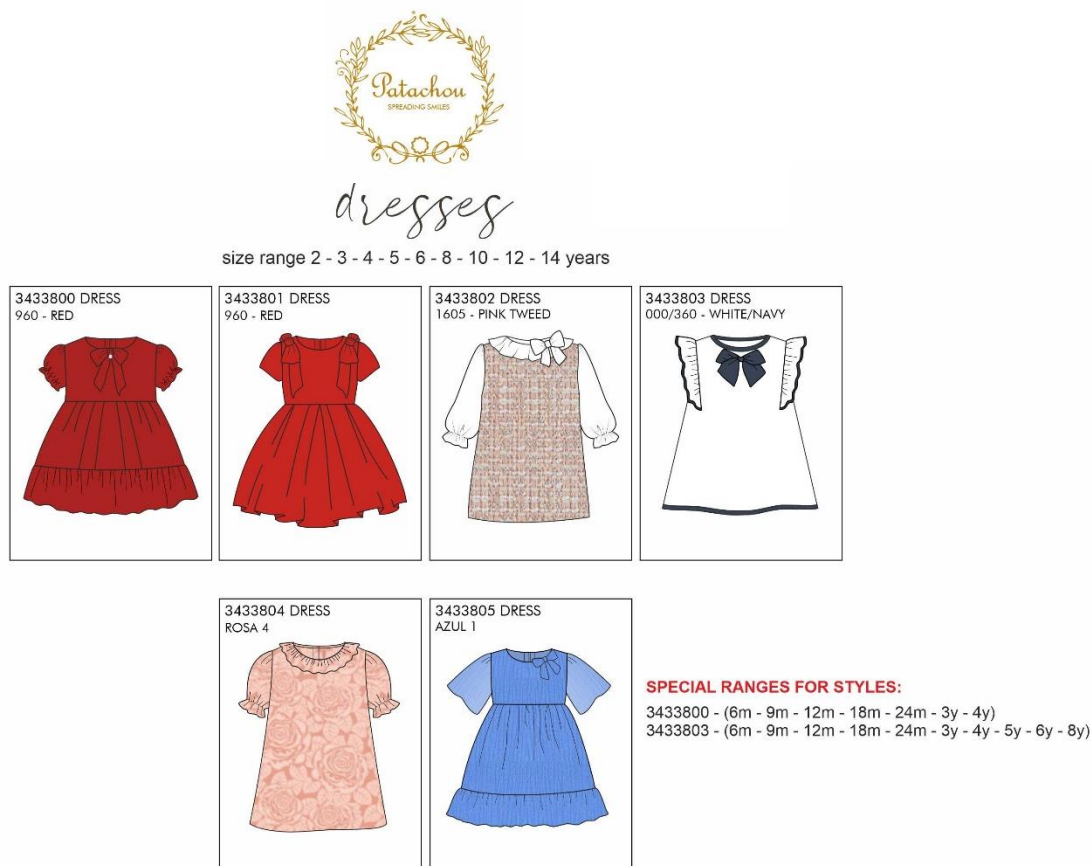 Patachou
SPREADING SMILES
dresses
size range 2 - 3 - 4 - 5 - 6 - 8 - 10 - 12 - 14 years
3433800 DRESS
960 - RED
3433801 DRESS
960 - RED
3433802 DRESS
1605 - PINK TWEED
3433803 DRESS
000/360 - WHITE/NAVY
3433804 DRESS
ROSA 4
3433805 DRESS
AZUL 1
SPECIAL RANGES FOR STYLES:
3433800 - (6m - 9m - 12m - 18m - 24m - 3y - 4y)
3433803 - (6m - 9m - 12m - 18m - 24m - 3y - 4y - 5y - 6y - 8y)